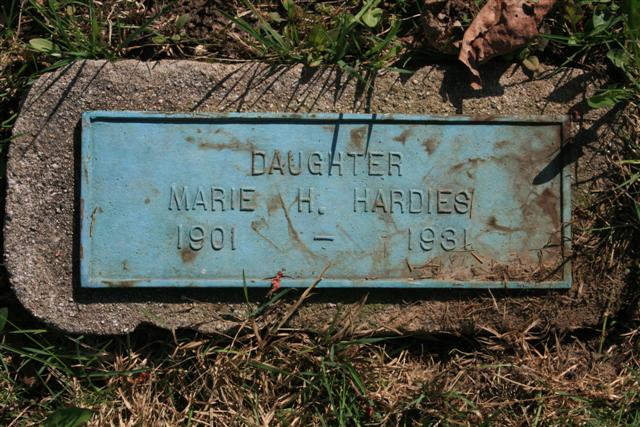 DAUGHTER
MARIE H. HARDIES
1901 – 1931